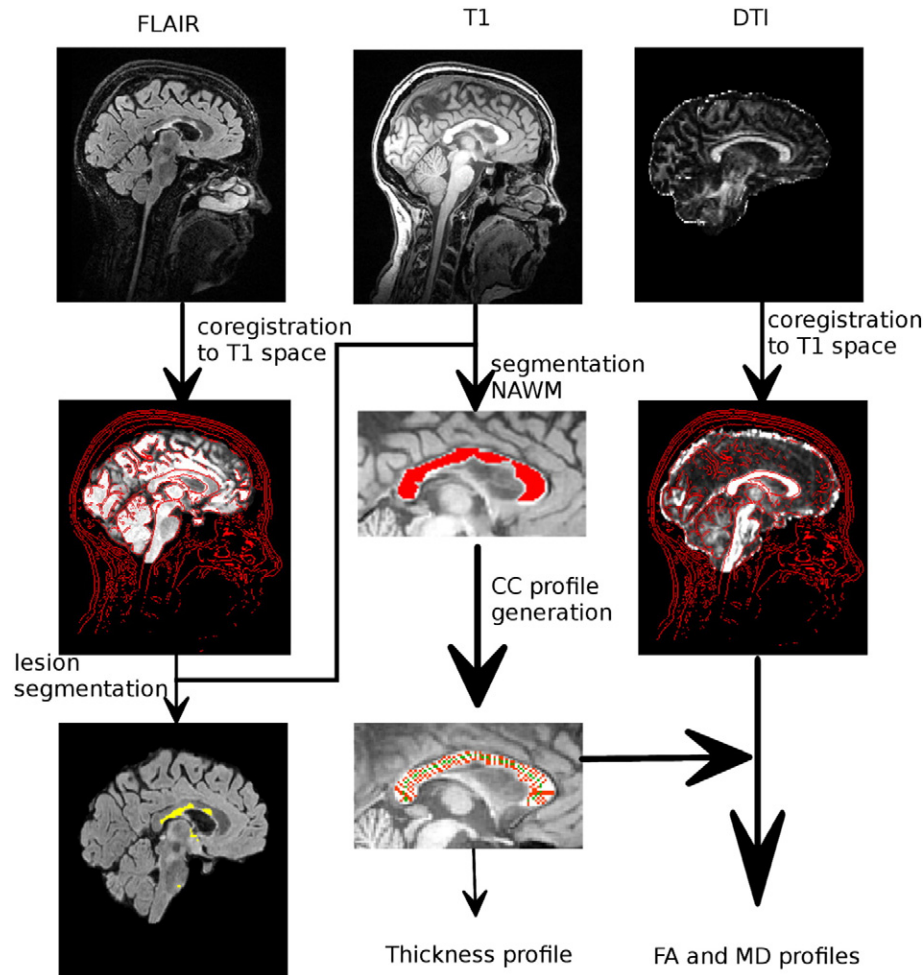 FLAIR
T1
DTI
coregistration
to T1 space
segmentation
NAWM
coregistration
to T1 space
CC profile
generation
lesion
segmentation
Thickness profile
FA and MD profiles